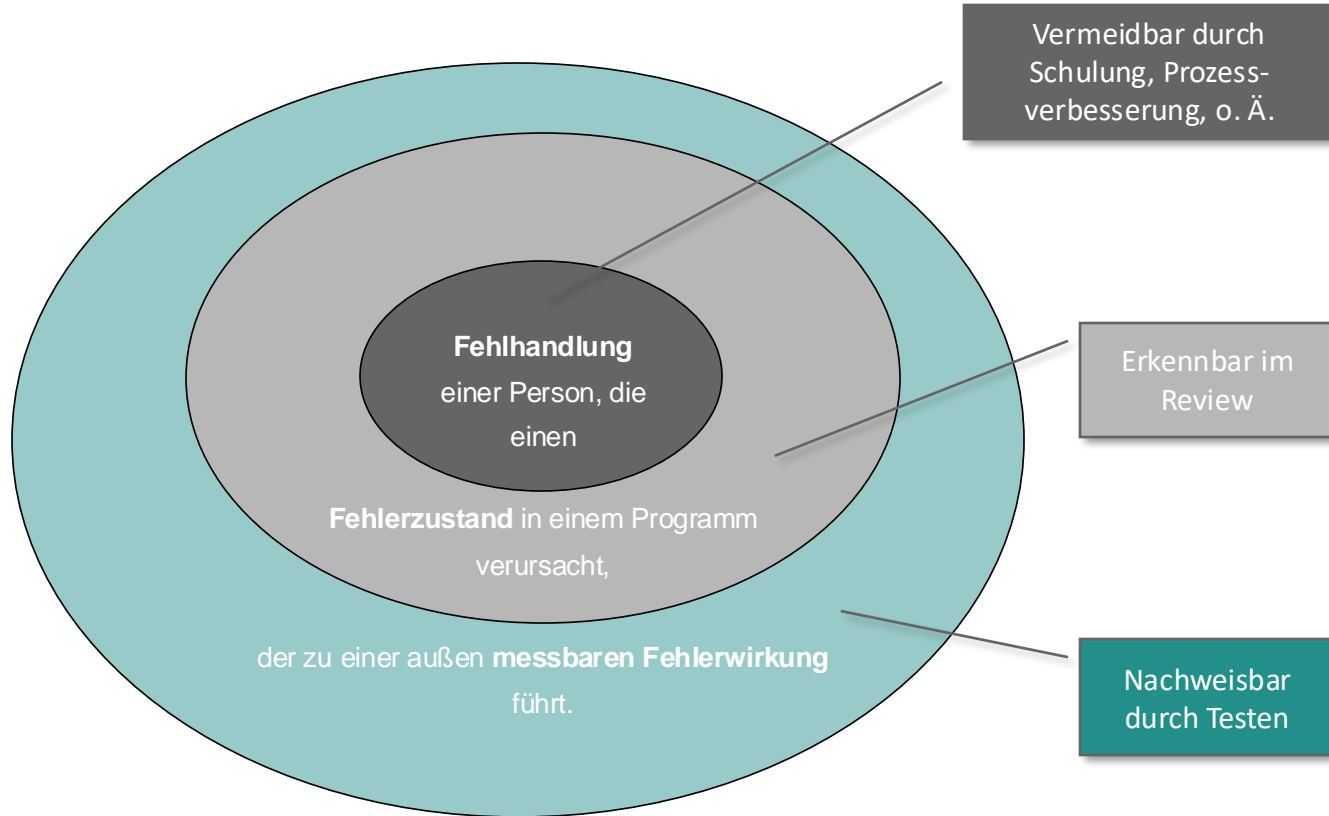 Vermeidbar durch
Schulung, Prozess-
verbesserung, o. Ä.
Fehlhandlung
einer Person, die
einen
Erkennbar im
Review
Fehlerzustand in einem Programm
verursacht,
der zu einer außen messbaren Fehlerwirkung
führt.
Nachweisbar
durch Testen